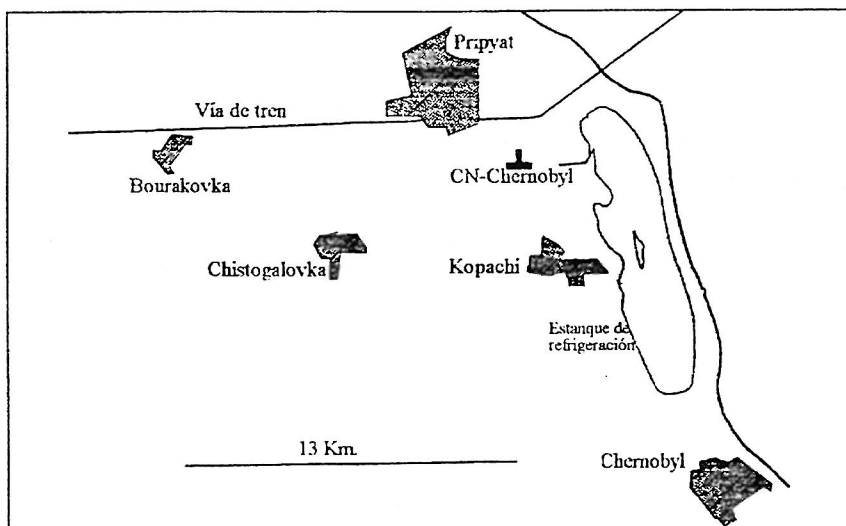 Pripyat
Vía de tren
Bourakovka
CN-Chernobyl
Chistogalovka
Kopachi
Estanque de
refrigeración
13 Km.
Chernobyl